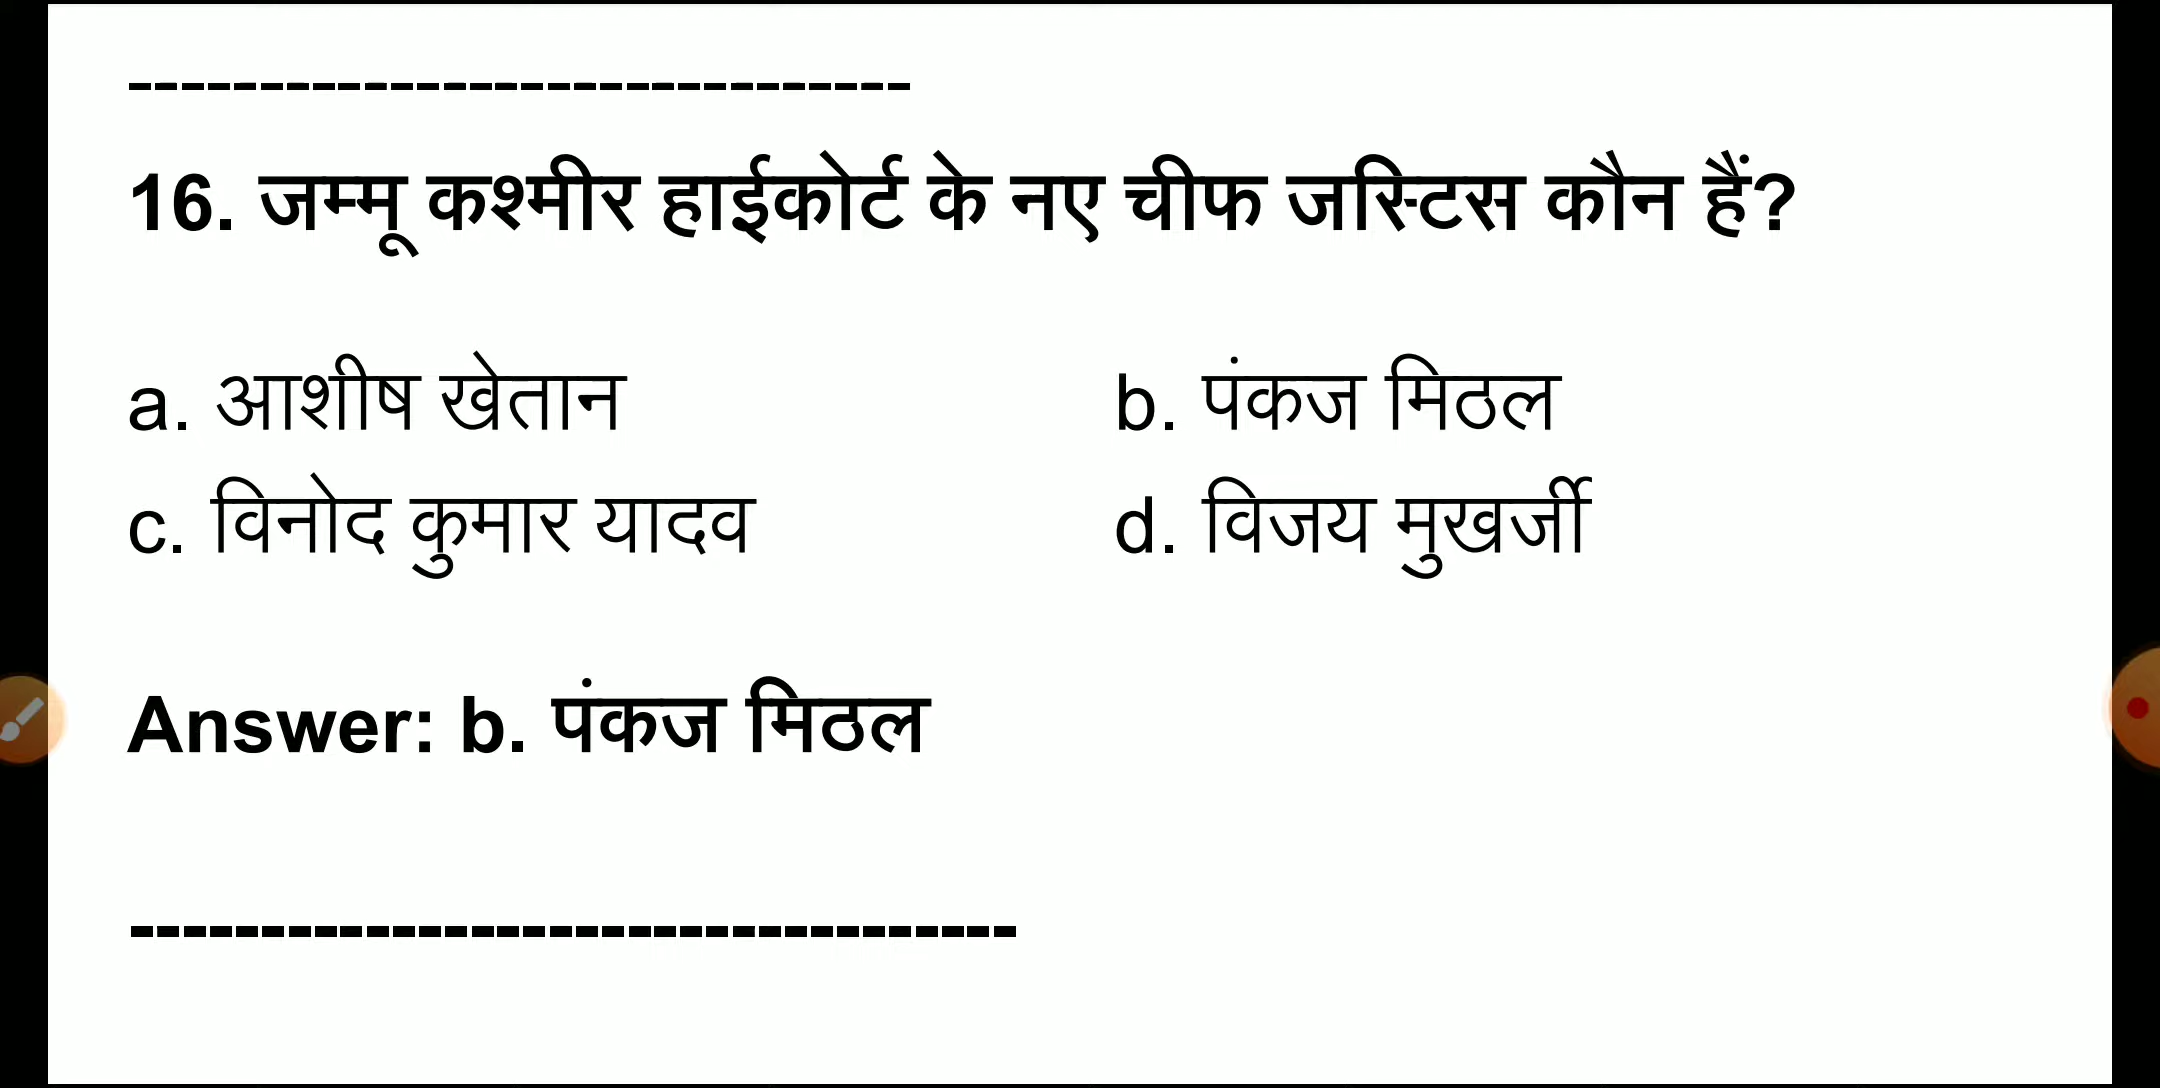 ------------------------------
16. जम्मू कश्मीर हाईकोर्ट के नए चीफ जस्टिस कौन हैं?
a. आशीष खेतान b. पंकज मिठल
c. विनोद कुमार यादव d. विजय मुखर्जी
Answer: b. पंकज मिठल
----------------------------------